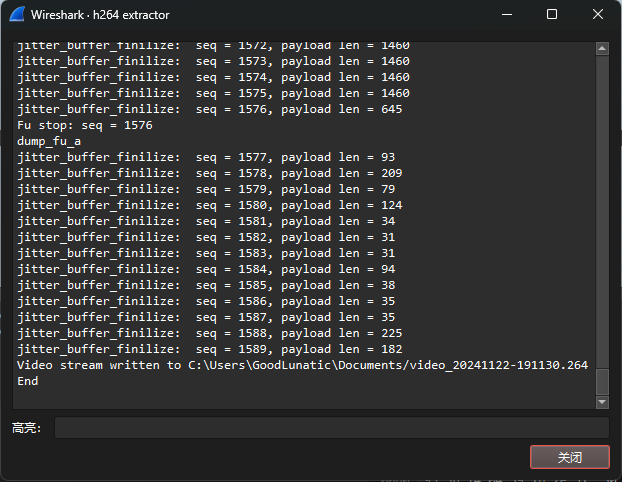 Wireshark · h264 extractor
jitter_buffer_finilize:  seq = 1572, payload len = 1460
jitter_buffer_finilize:  seq = 1573, payload len = 1460
jitter_buffer_finilize:  seq = 1574, payload len = 1460
jitter_buffer_finilize:  seq = 1575, payload len = 1460
jitter_buffer_finilize:  seq = 1576, payload len = 645
Fu stop: seq = 1576
dump_fu_a
jitter_buffer_finilize:  seq = 1577, payload len = 93
jitter_buffer_finilize:  seq = 1578, payload len = 209
jitter_buffer_finilize:  seq = 1579, payload len = 79
jitter_buffer_finilize:  seq = 1580, payload len = 124
jitter_buffer_finilize:  seq = 1581, payload len = 34
jitter_buffer_finilize:  seq = 1582, payload len = 31
jitter_buffer_finilize:  seq = 1583, payload len = 31
jitter_buffer_finilize:  seq = 1584, payload len = 94
jitter_buffer_finilize:  seq = 1585, payload len = 38
jitter_buffer_finilize:  seq = 1586, payload len = 35
jitter_buffer_finilize:  seq = 1587, payload len = 35
jitter_buffer_finilize:  seq = 1588, payload len = 225
jitter_buffer_finilize:  seq = 1589, payload len = 182
Video stream written to C:\Users\GoodLunatic\Documents/video_20241122-191130.264
End
高亮:
关闭